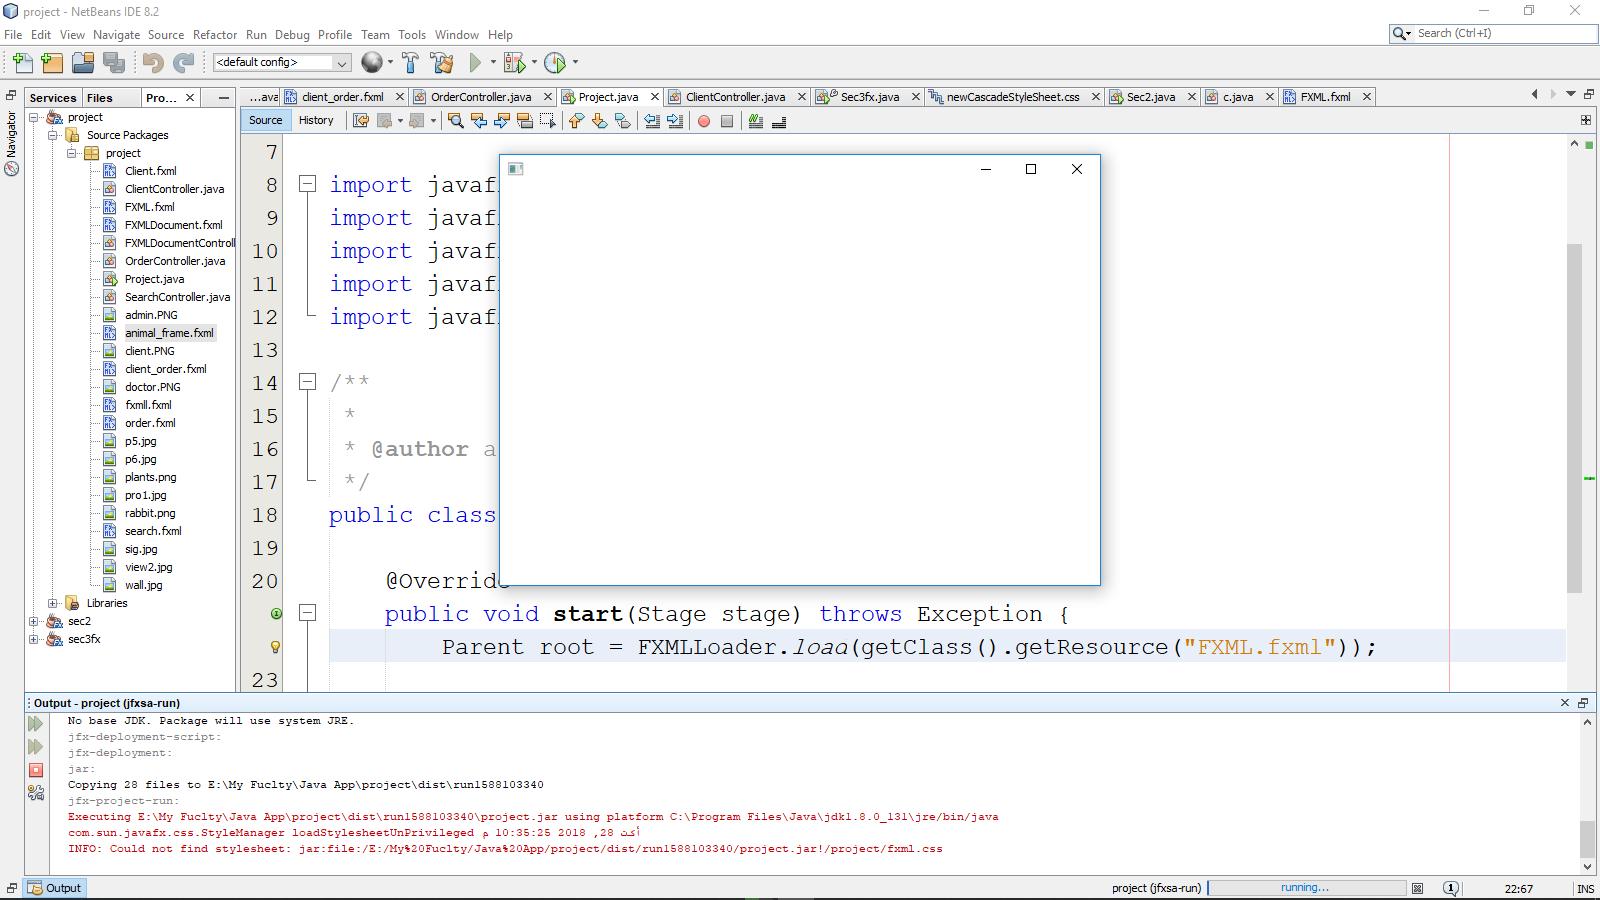 project - NetBeans IDE 8.2
File Edit View Navigate Source Refactor Run Debug Profile Team Tools Window Help
Search (Ctrl+I)
<default config>
Services Files Pro...
...ava client_order.fxml OrderController.java Project.java ClientController.java Sec3fx.java newCascadeStyleSheet.css Sec2.java c.java FXML.fxml
Source History
Navigator
project
Source Packages
project
Client.fxml
ClientController.java
FXML.fxml
FXMLDocument.fxml
FXMLDocumentControll
OrderController.java
Project.java
SearchController.java
admin.PNG
animal_frame.fxml
client.PNG
client_order.fxml
doctor.PNG
fxmll.fxml
order.fxml
p5.jpg
p6.jpg
plants.png
pro1.jpg
rabbit.png
search.fxml
sig.jpg
view2.jpg
wall.jpg
Libraries
sec2
sec3fx
7
8 import javaf
9 import javaf
10 import javaf
11 import javaf
12 import javaf
13
14 /**
15 *
16 * @author a
17 */
18 public class
19
20 @Override
public void start(Stage stage) throws Exception {
Parent root = FXMLLoader.load(getClass().getResource("FXML.fxml"));
23
Output - project (jfxsa-run)
No base JDK. Package will use system JRE.
jfx-deployment-script:
jfx-deployment:
jar:
Copying 28 files to E:\My Fuclty\Java App\project\dist\run1588103340
jfx-project-run:
Executing E:\My Fuclty\Java App\project\dist\run1588103340\project.jar using platform C:\Program Files\Java\jdk1.8.0_131\jre/bin/java
com.sun.javafx.css.StyleManager loadStylesheetUnPrivileged أكت 28, 2018 10:35:25 م
INFO: Could not find stylesheet: jar:file:/E:/My%20Fuclty/Java%20App/project/dist/run1588103340/project.jar!/project/fxml.css
Output
project (jfxsa-run) running... 1 22:67 INS